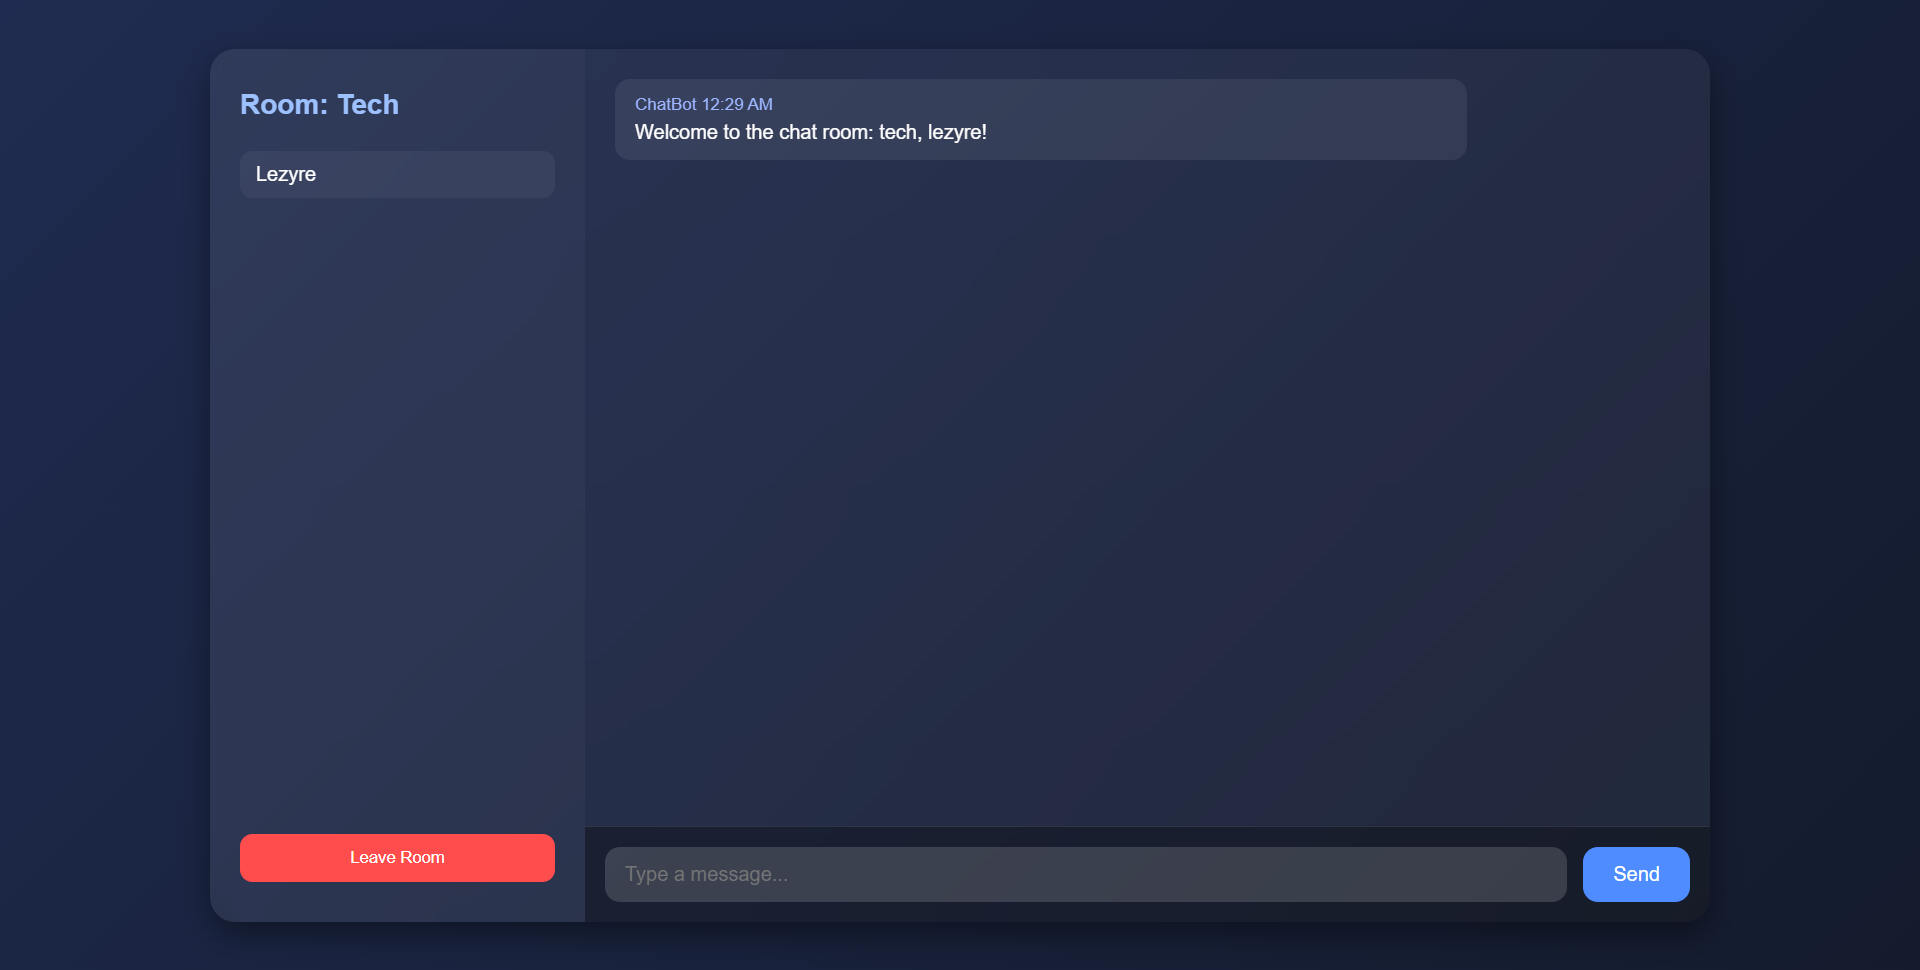 Room: Tech
Lezyre
Leave Room
ChatBot 12:29 AM
Welcome to the chat room: tech, lezyre!
Type a message...
Send